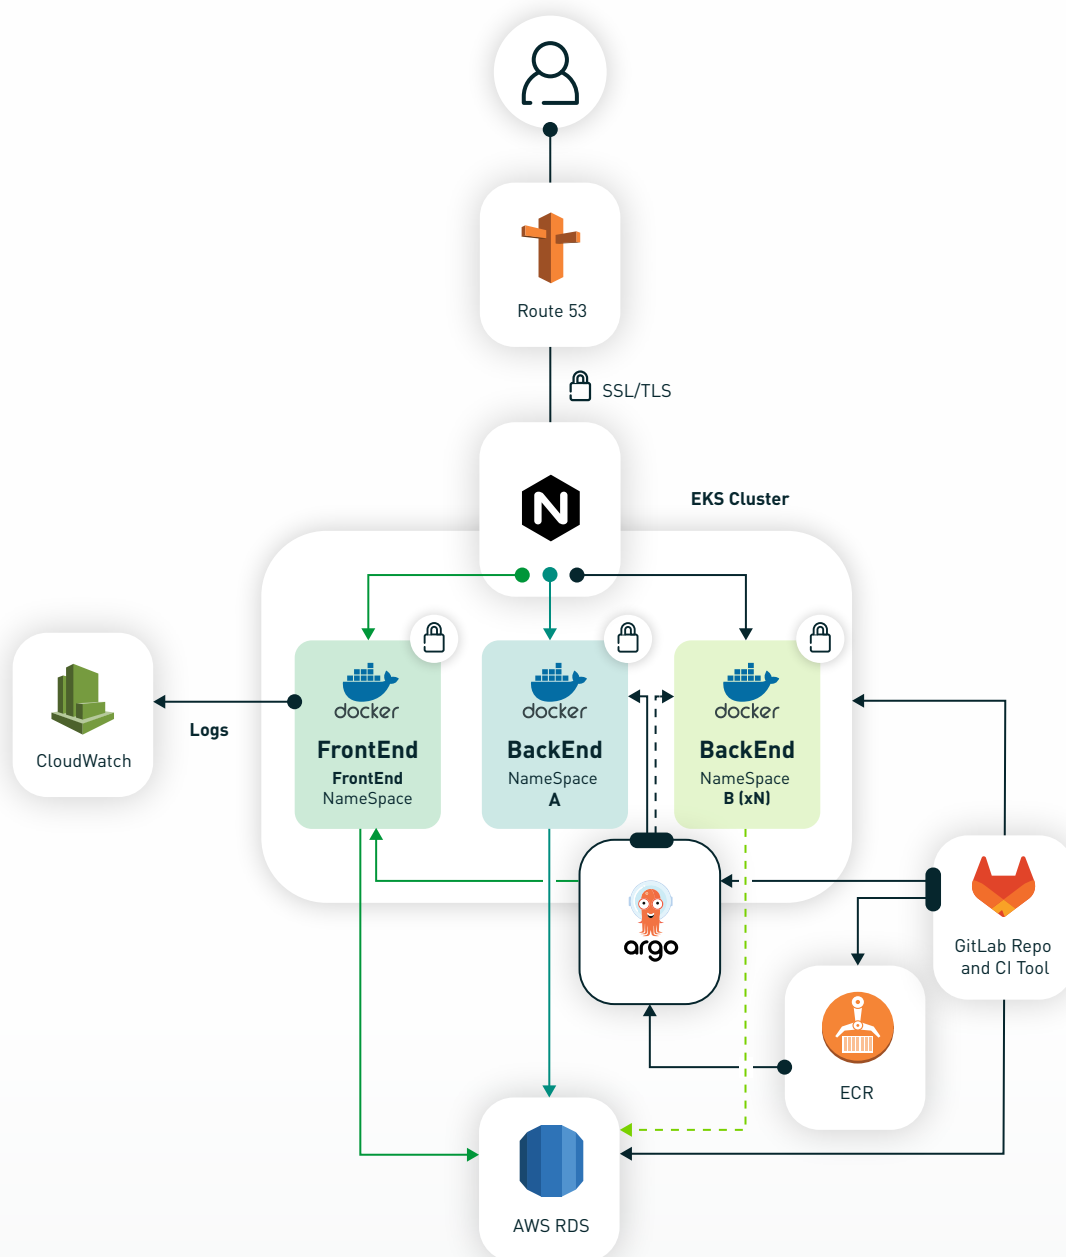 Route 53
SSL/TLS
N
EKS Cluster
docker
FrontEnd
FrontEnd
NameSpace
docker
BackEnd
NameSpace
A
docker
BackEnd
NameSpace
B (xN)
Logs
CloudWatch
argo
GitLab Repo
and CI Tool
ECR
AWS RDS